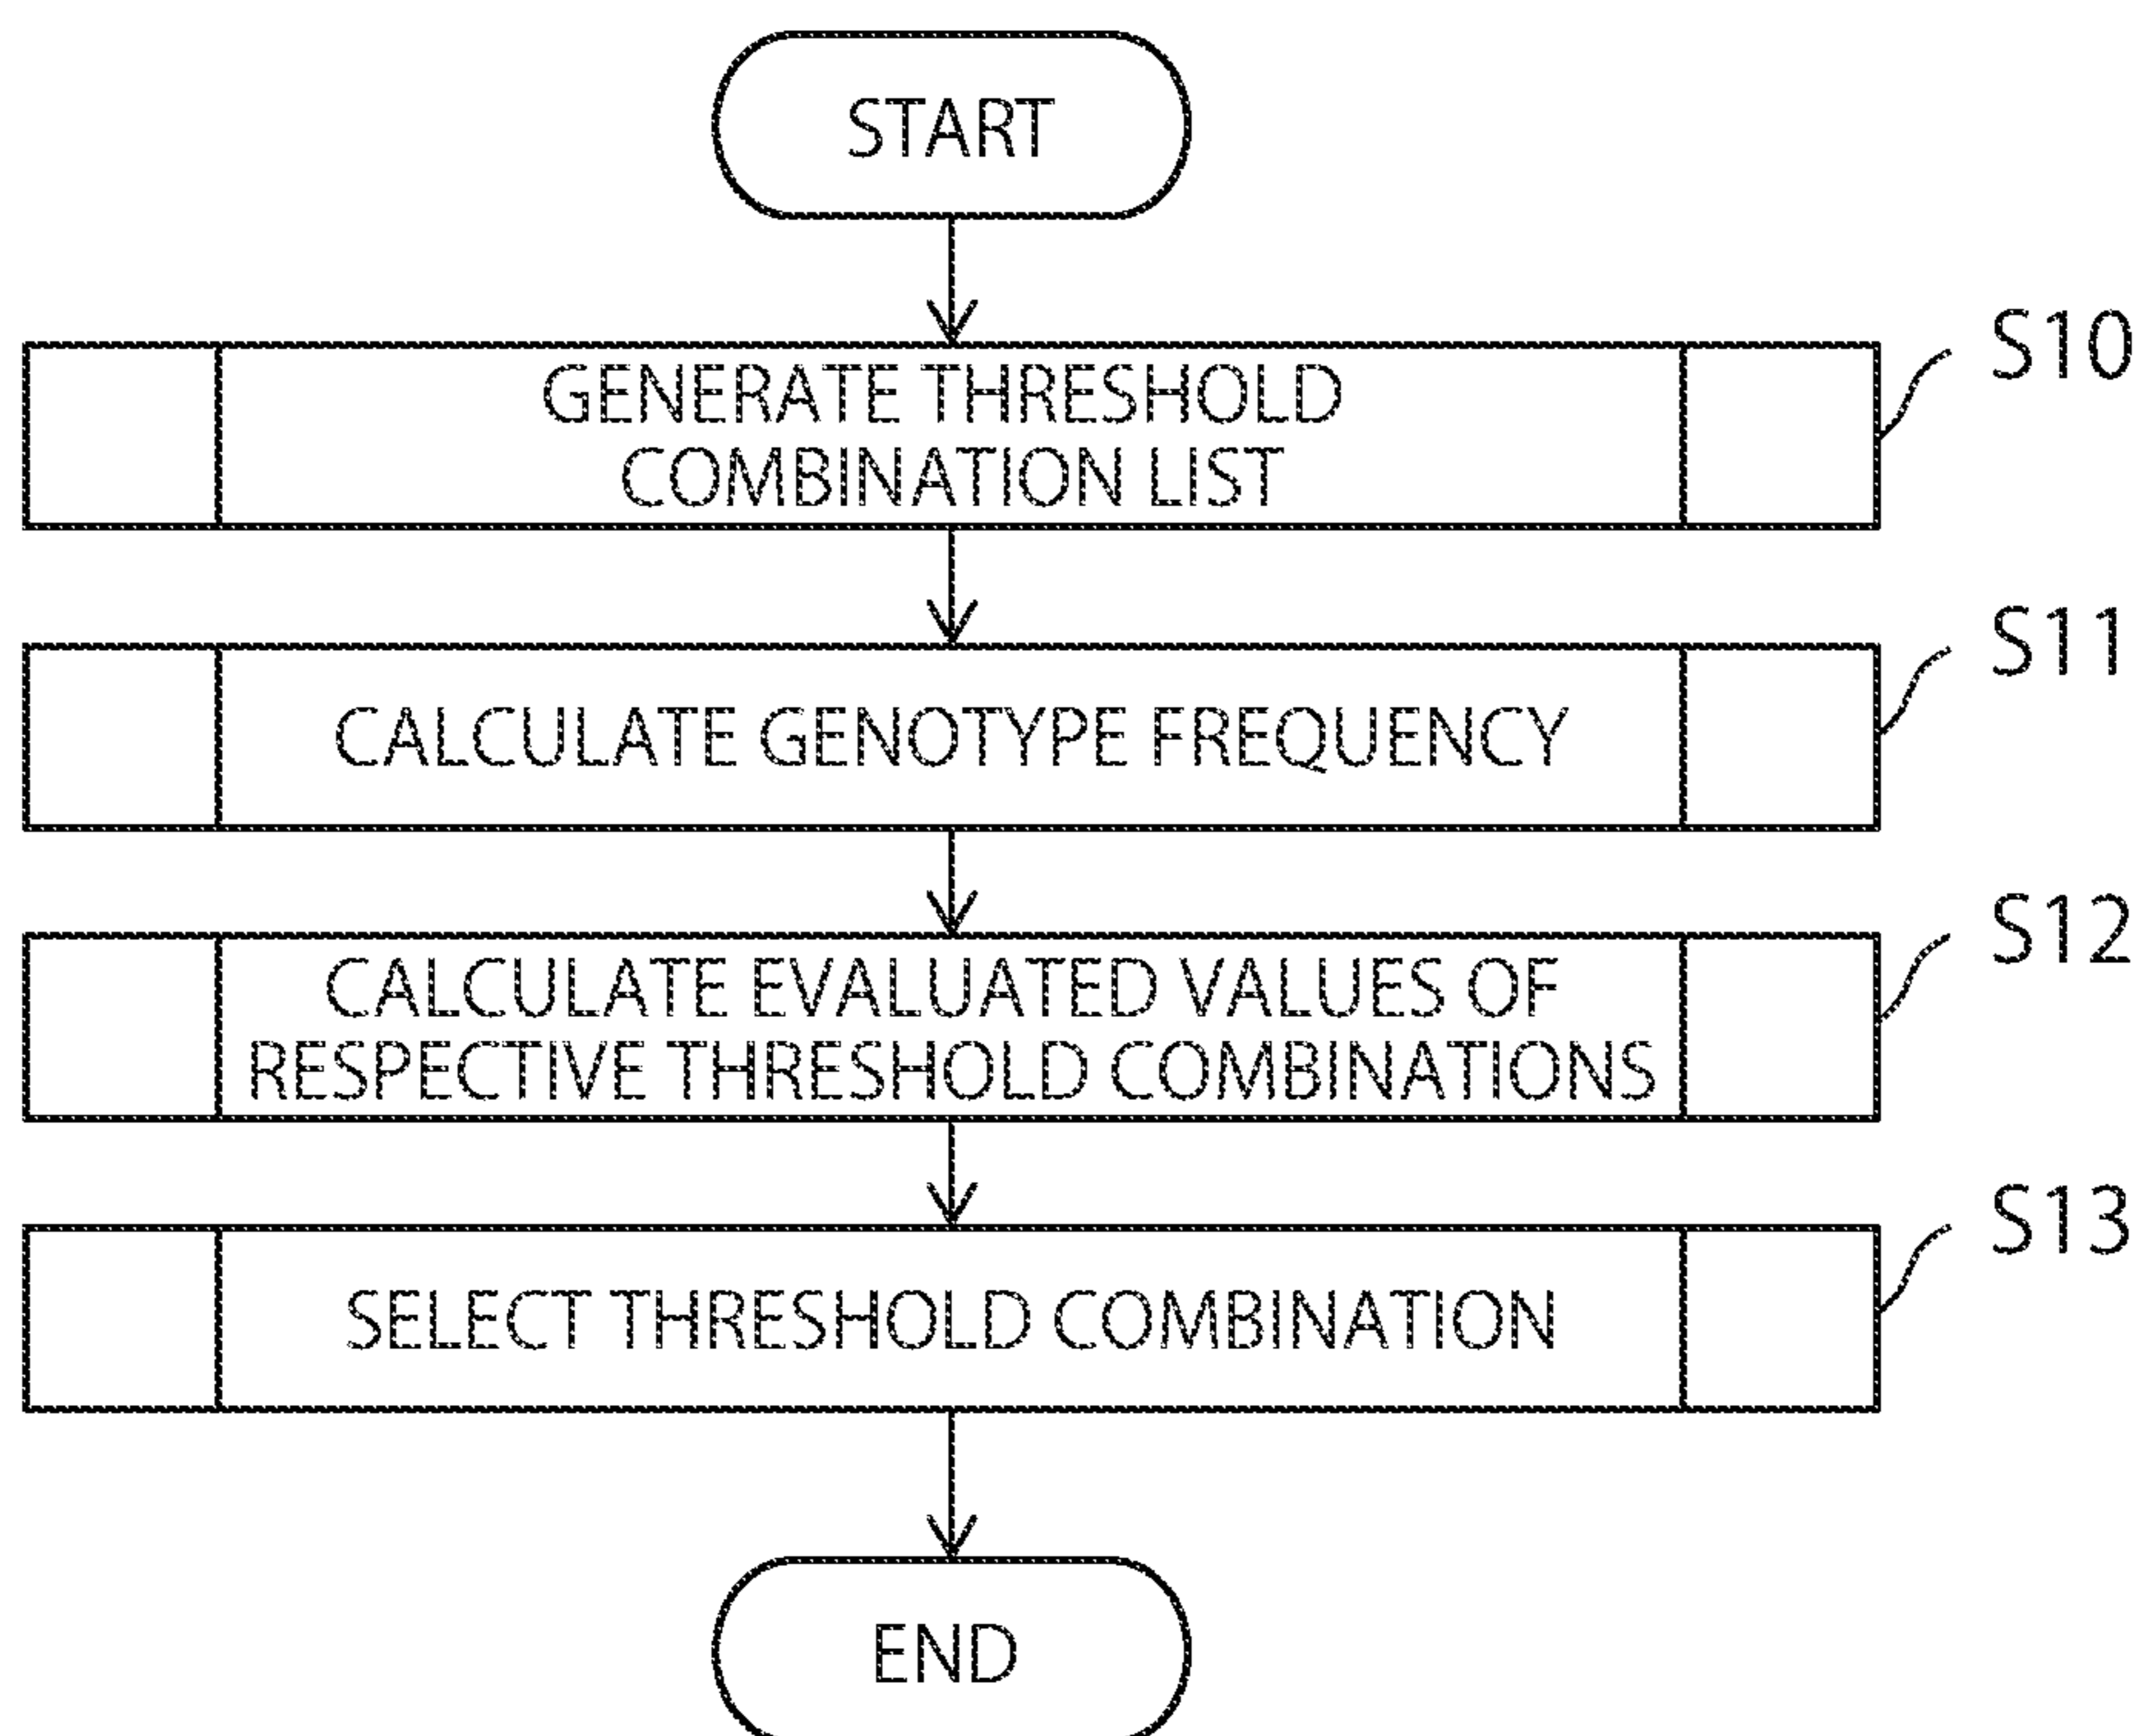 START
S10
GENERATE THRESHOLD
COMBINATION LIST
S11
CALCULATE GENOTYPE FREQUENCY
S12
CALCULATE EVALUATED VALUES OF
RESPECTIVE THRESHOLD COMBINATIONS
S13
SELECT THRESHOLD COMBINATION
END